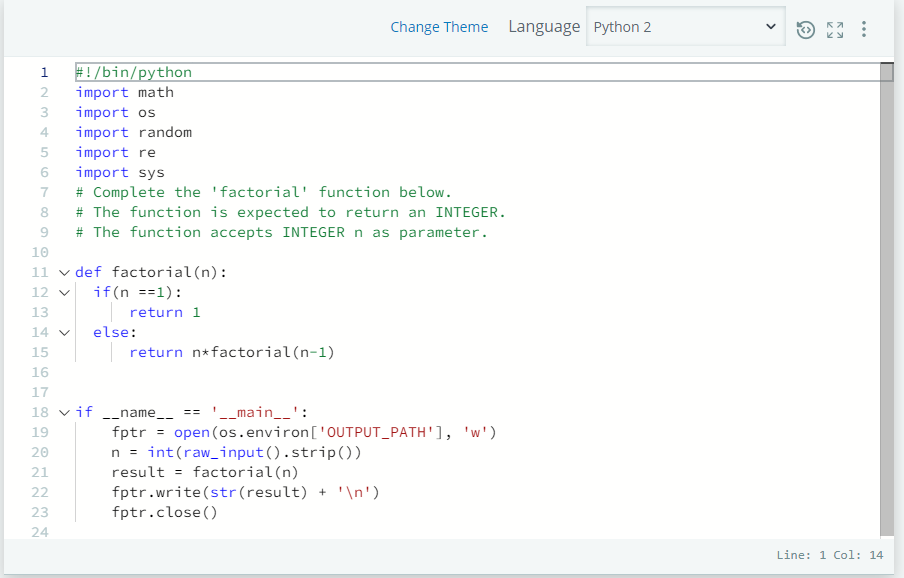 Change Theme Language Python 2
1 #!/bin/python
2 import math
3 import os
4 import random
5 import re
6 import sys
7 # Complete the 'factorial' function below.
8 # The function is expected to return an INTEGER.
9 # The function accepts INTEGER n as parameter.
10
11 def factorial(n):
12   if(n ==1):
13       return 1
14   else:
15       return n*factorial(n-1)
16
17
18 if __name__ == '__main__':
19     fptr = open(os.environ['OUTPUT_PATH'], 'w')
20     n = int(raw_input().strip())
21     result = factorial(n)
22     fptr.write(str(result) + '\n')
23     fptr.close()
24
Line: 1 Col: 14